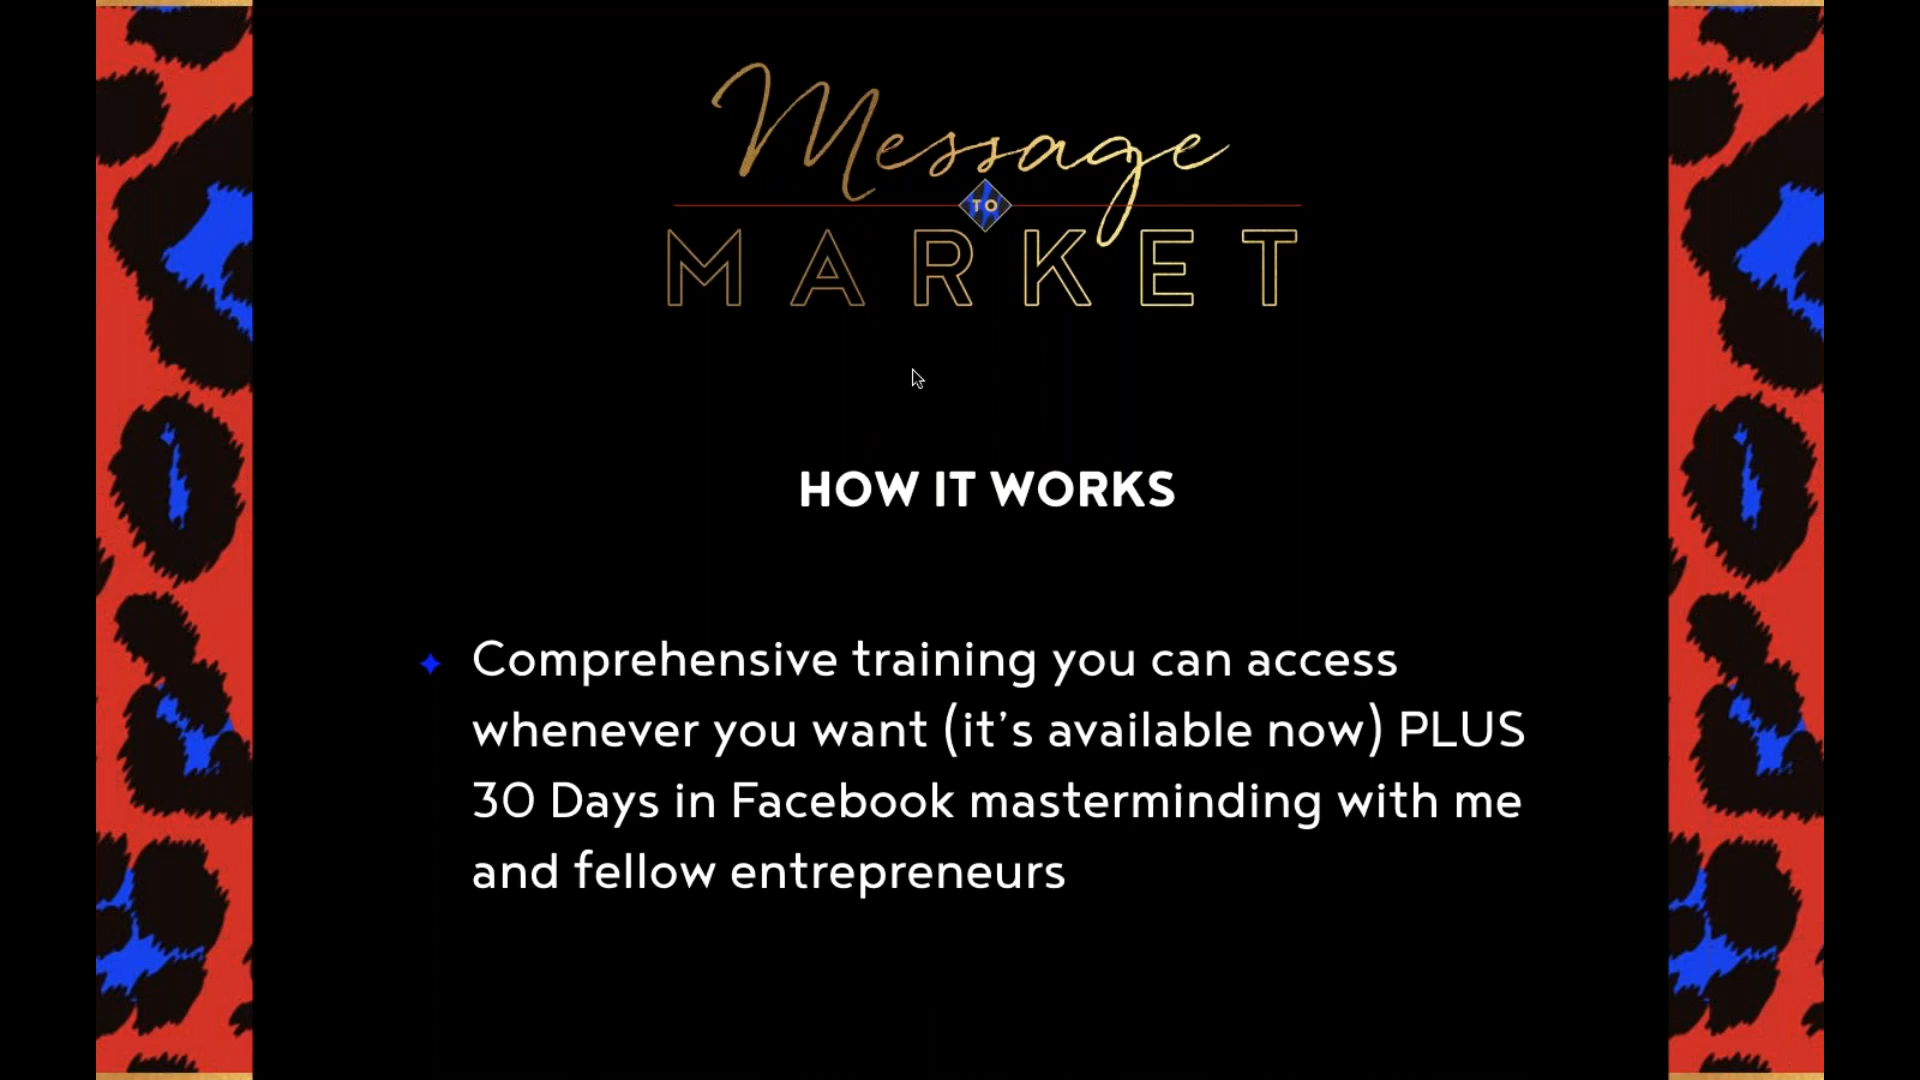 Message
TO
MARKET
HOW IT WORKS
Comprehensive training you can access
whenever you want (it's available now) PLUS
30 Days in Facebook masterminding with me
and fellow entrepreneurs